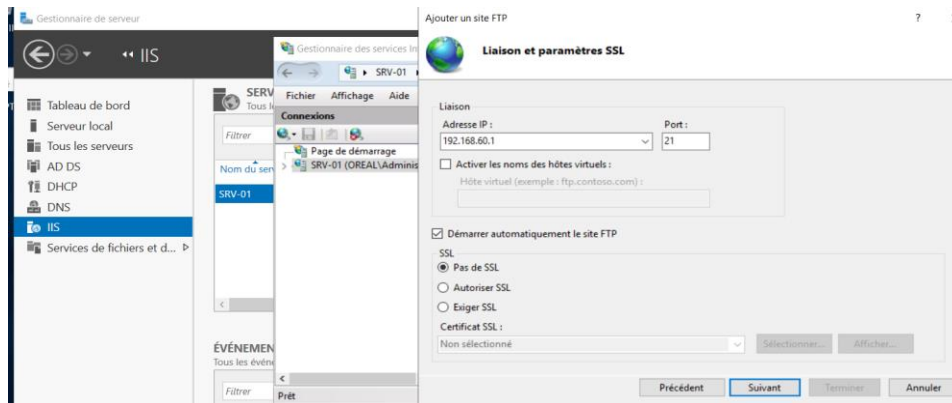 Gestionnaire de serveur
IIS
Tableau de bord
Serveur local
Tous les serveurs
AD DS
DHCP
DNS
IIS
Services de fichiers et d...
SERV
Tous
Filtrer
Nom du ser
SRV-01
ÉVÉNEMEN
Tous les événe
Filtrer
Gestionnaire des services Int
SRV-01
Fichier Affichage Aide
Connexions
Page de démarrage
SRV-01 (OREAL\Adminis
Prêt
Ajouter un site FTP
?
Liaison et paramètres SSL
Liaison
Adresse IP : Port :
192.168.60.1 21
Activer les noms des hôtes virtuels :
Hôte virtuel (exemple : ftp.contoso.com) :
Démarrer automatiquement le site FTP
SSL
Pas de SSL
Autoriser SSL
Exiger SSL
Certificat SSL :
Non sélectionné Sélectionner... Afficher...
Précédent Suivant Terminer Annuler